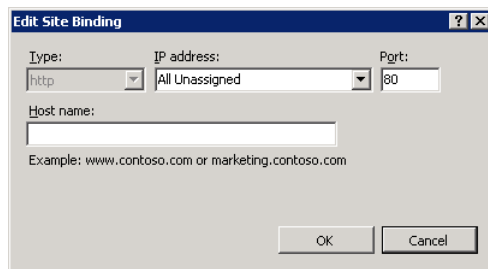 Edit Site Binding
Type: IP address: Port:
http All Unassigned 80
Host name:
Example: www.contoso.com or marketing.contoso.com
OK Cancel